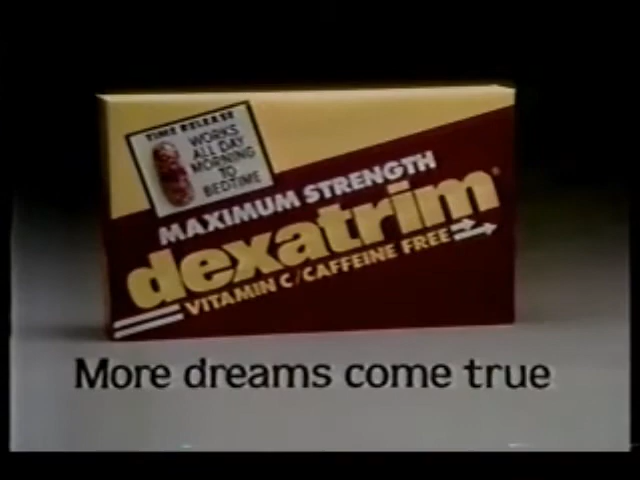 TIME RELEASE
WORKS
ALL DAY
MORNING
TO
BEDTIME
MAXIMUM STRENGTH
dexatrim®
VITAMIN C/CAFFEINE FREE
More dreams come true